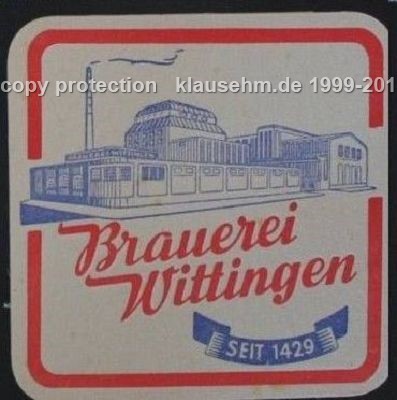 copy protection klausehm.de 1999-201
Brauerei
Wittingen
SEIT 1429